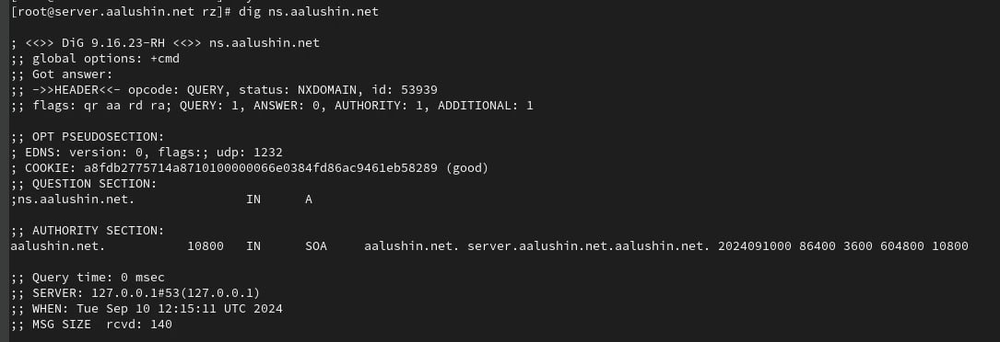 [root@server.aalushin.net rz]# dig ns.aalushin.net
; <<>> DiG 9.16.23-RH <<>> ns.aalushin.net
;; global options: +cmd
;; Got answer:
;; ->>HEADER<<- opcode: QUERY, status: NXDOMAIN, id: 53939
;; flags: qr aa rd ra; QUERY: 1, ANSWER: 0, AUTHORITY: 1, ADDITIONAL: 1
;; OPT PSEUDOSECTION:
; EDNS: version: 0, flags:; udp: 1232
; COOKIE: a8fdb2775714a8710100000066e0384fd86ac9461eb58289 (good)
;; QUESTION SECTION:
;ns.aalushin.net. IN A
;; AUTHORITY SECTION:
aalushin.net. 10800 IN SOA aalushin.net. server.aalushin.net.aalushin.net. 2024091000 86400 3600 604800 10800
;; Query time: 0 msec
;; SERVER: 127.0.0.1#53(127.0.0.1)
;; WHEN: Tue Sep 10 12:15:11 UTC 2024
;; MSG SIZE rcvd: 140